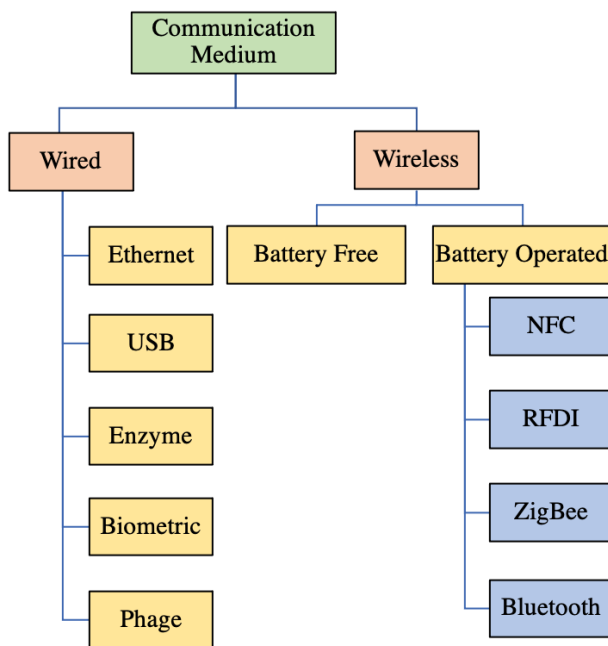 Communication
Medium
Wired
Wireless
Ethernet
Battery Free
Battery Operated
USB
NFC
Enzyme
RFDI
Biometric
ZigBee
Phage
Bluetooth